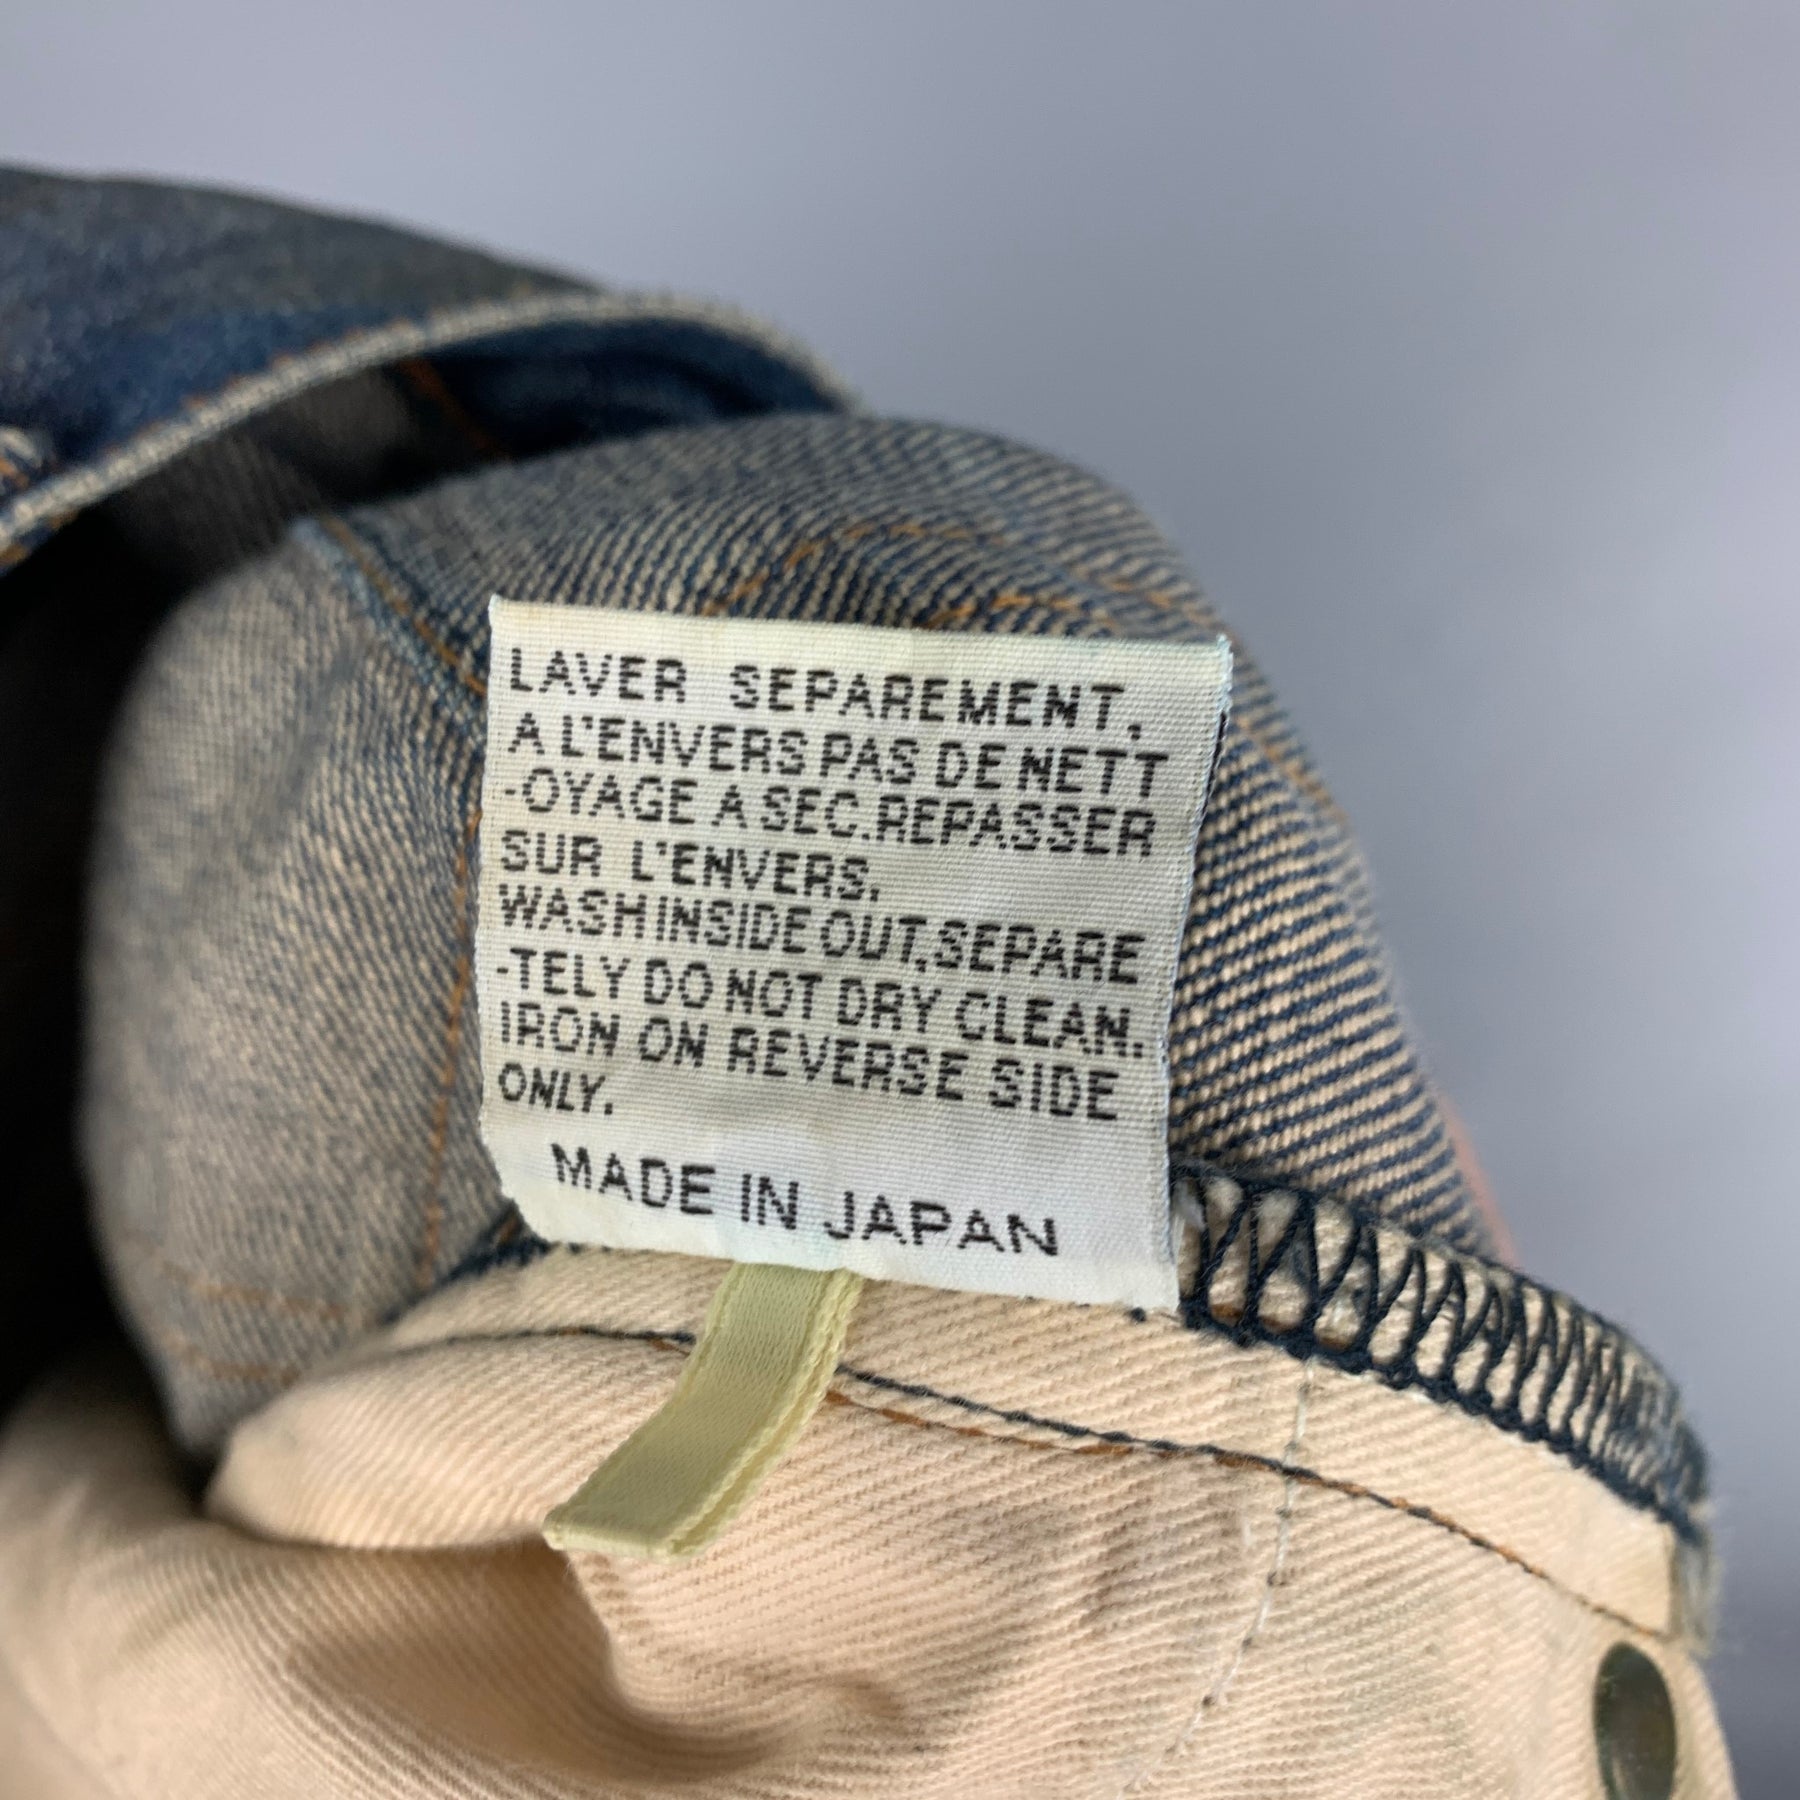 LAVER SEPAREMENT,
A L'ENVERS PAS DE NETT
-OYAGE A SEC. REPASSER
SUR L'ENVERS.
WASH INSIDE OUT, SEPARE
-TELY DO NOT DRY CLEAN.
IRON ON REVERSE SIDE
ONLY.
MADE IN JAPAN